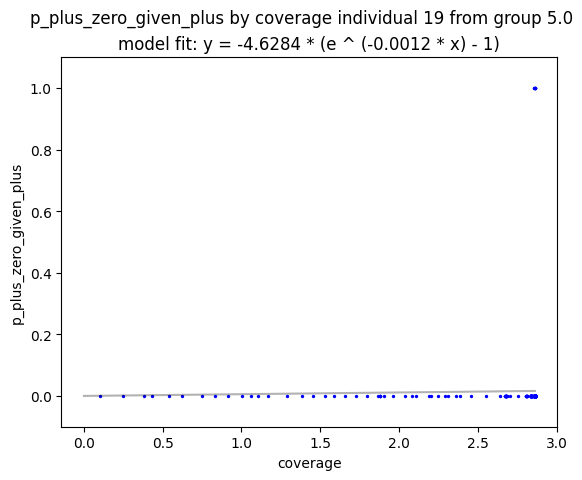 p_plus_zero_given_plus by coverage individual 19 from group 5.0
model fit: y = -4.6284 * (e ^ (-0.0012 * x) - 1)
p_plus_zero_given_plus
1.0
0.8
0.6
0.4
0.2
0.0
0.0 0.5 1.0 1.5 2.0 2.5 3.0
coverage